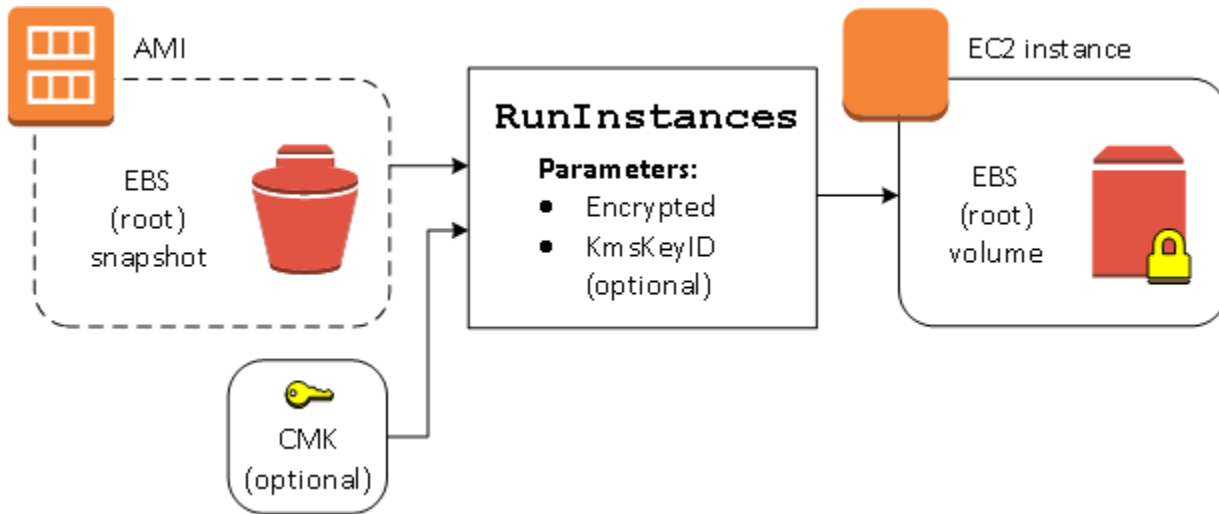 AMI
EBS
(root)
snapshot
CMK
(optional)
RunInstances
Parameters:
● Encrypted
● KmsKeyID
(optional)
EC2 instance
EBS
(root)
volume